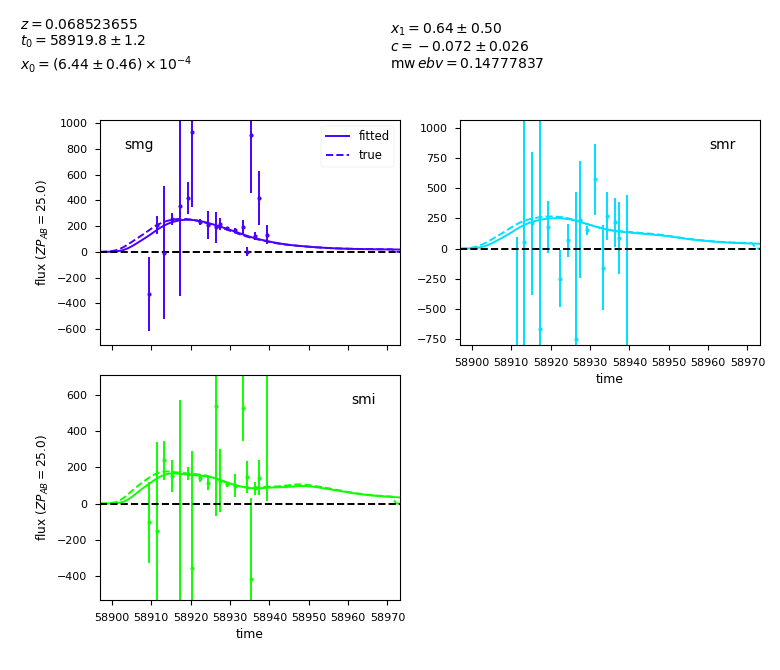 z = 0.068523655
t₀ = 58919.8 ± 1.2
x₀ = (6.44 ± 0.46) × 10⁻⁴
x₁ = 0.64 ± 0.50
c = −0.072 ± 0.026
mw ebv = 0.14777837
smg
fitted
true
flux (ZP_AB = 25.0)
1000
800
600
400
200
0
−200
−400
−600
smr
1000
750
500
250
0
−250
−500
−750
58900 58910 58920 58930 58940 58950 58960 58970
time
smi
flux (ZP_AB = 25.0)
600
400
200
0
−200
−400
58900 58910 58920 58930 58940 58950 58960 58970
time